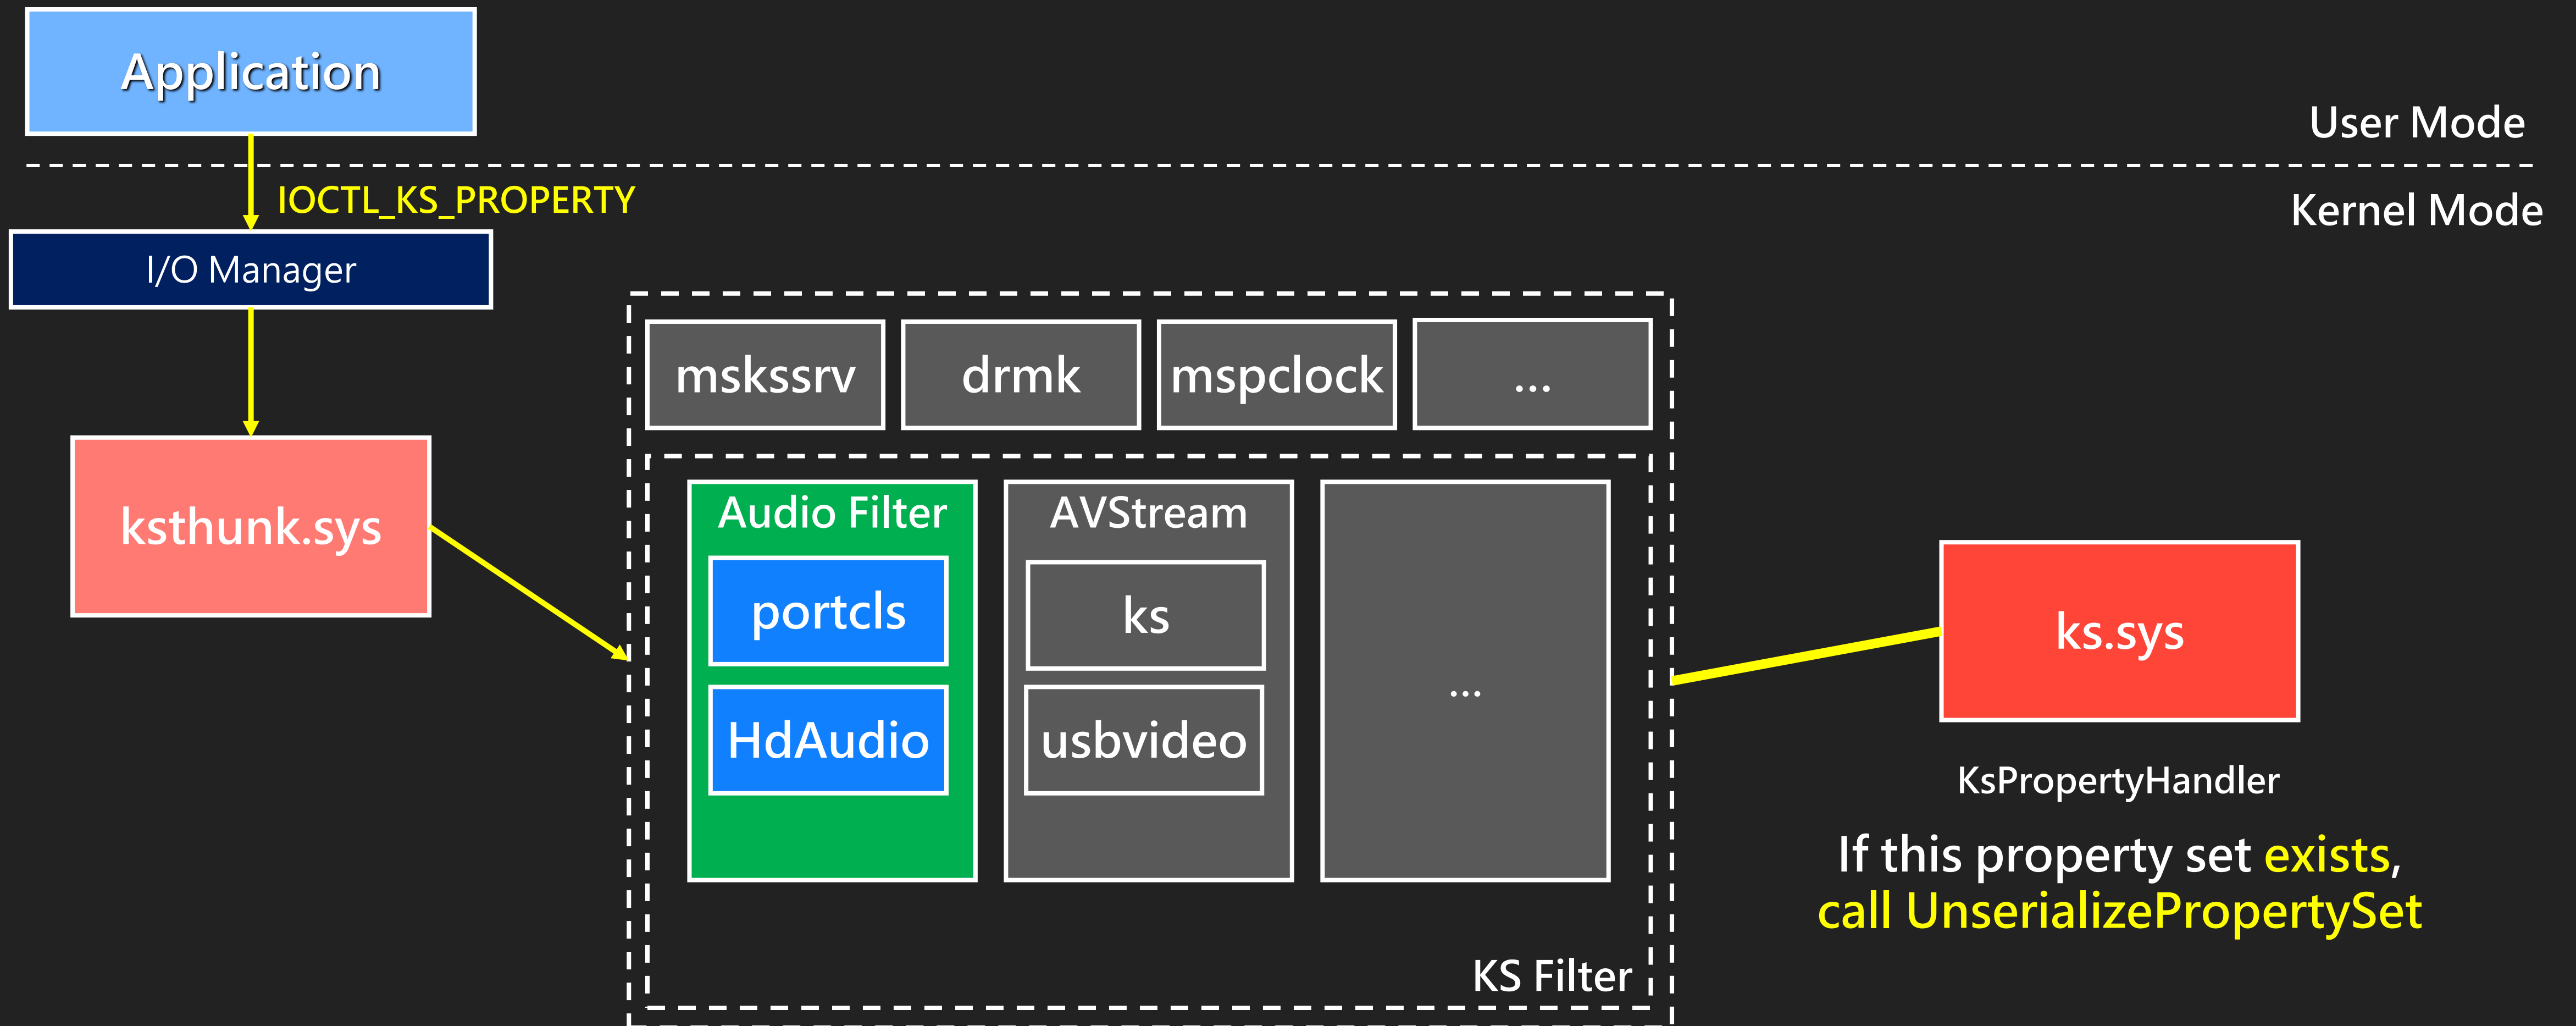 Application
User Mode
IOCTL_KS_PROPERTY
Kernel Mode
I/O Manager
mskssrv
drmk
mspclock
...
ksthunk.sys
Audio Filter
portcls
HdAudio
AVStream
ks
usbvideo
...
KS Filter
ks.sys
KsPropertyHandler
If this property set exists,
call UnserializePropertySet